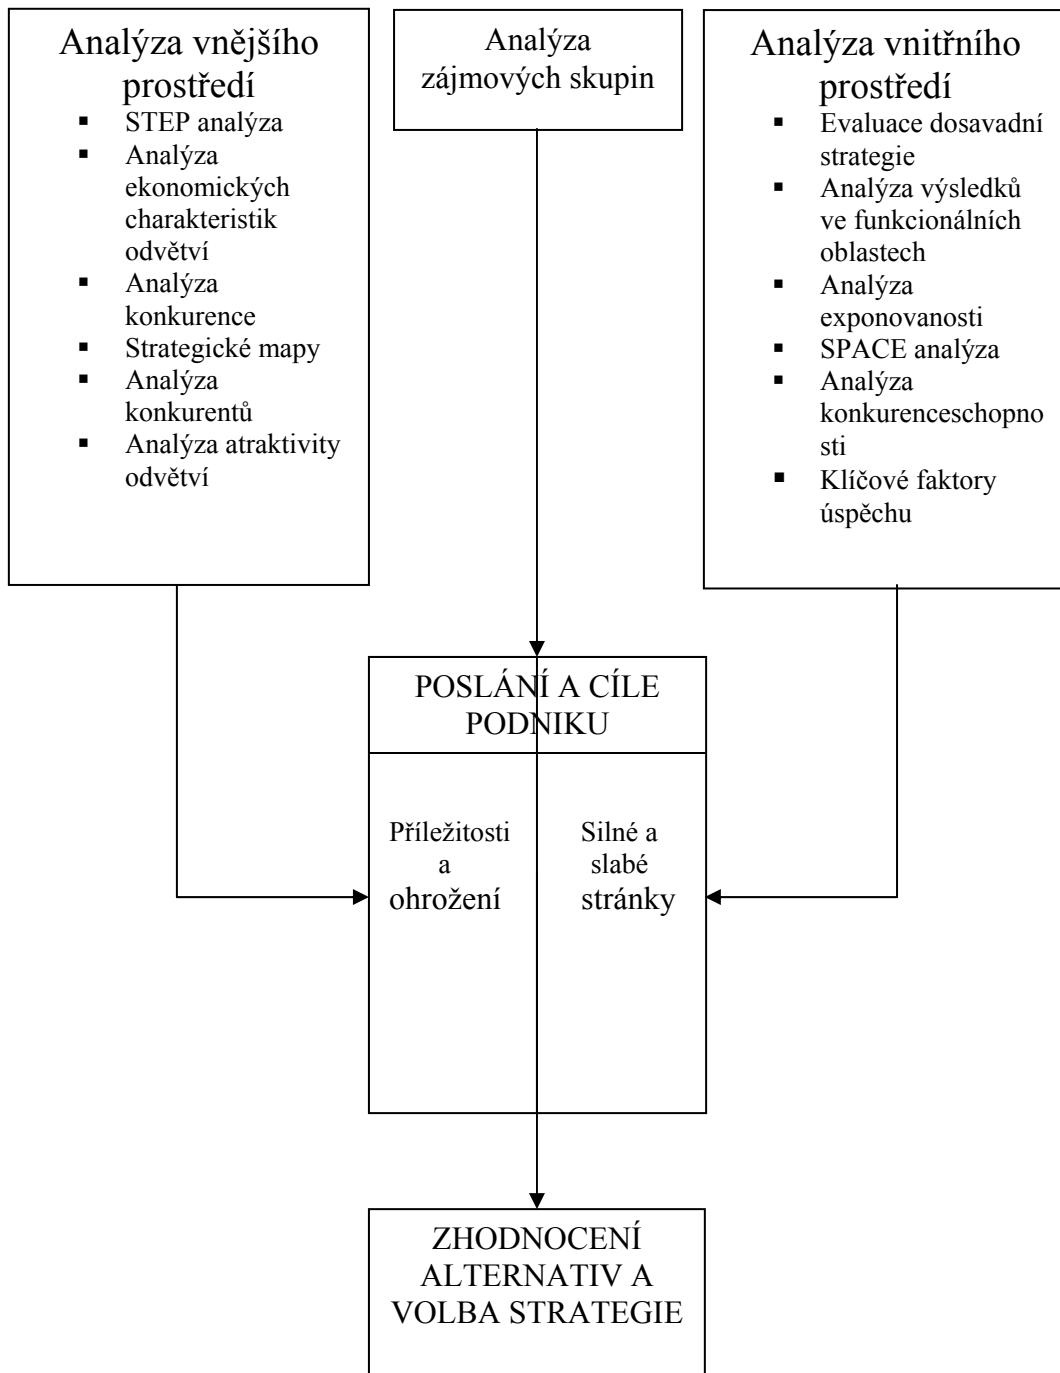 Analýza vnějšího
prostředí
▪ STEP analýza
▪ Analýza
ekonomických
charakteristik
odvětví
▪ Analýza
konkurence
▪ Strategické mapy
▪ Analýza
konkurentů
▪ Analýza atraktivity
odvětví
Analýza
zájmových skupin
Analýza vnitřního
prostředí
▪ Evaluace dosavadní
strategie
▪ Analýza výsledků
ve funkcionálních
oblastech
▪ Analýza
exponovanosti
▪ SPACE analýza
▪ Analýza
konkurenceschopno
sti
▪ Klíčové faktory
úspěchu
POSLÁNÍ A CÍLE
PODNIKU
Příležitosti
a
ohrožení
Silné a
slabé
stránky
ZHODNOCENÍ
ALTERNATIV A
VOLBA STRATEGIE